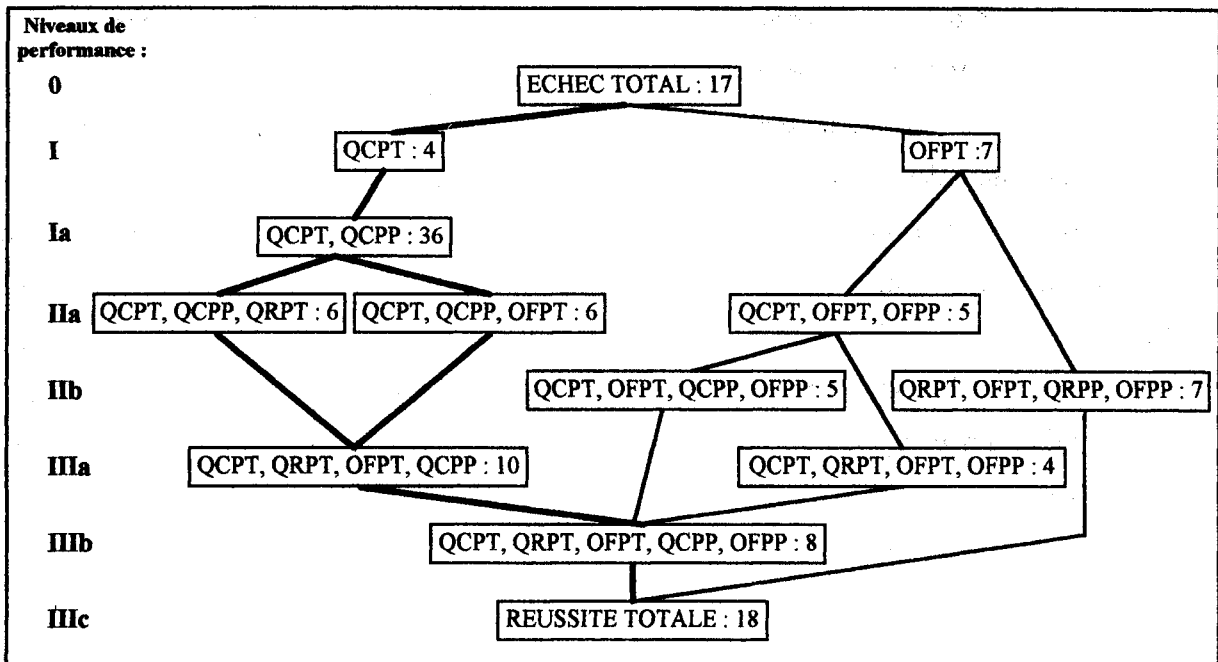 Niveaux de
performance :
0
ECHEC TOTAL : 17
I
QCPT : 4
OFPT :7
Ia
QCPT, QCPP : 36
IIa
QCPT, QCPP, QRPT : 6
QCPT, QCPP, OFPT : 6
QCPT, OFPT, OFPP : 5
IIb
QCPT, OFPT, QCPP, OFPP : 5
QRPT, OFPT, QRPP, OFPP : 7
IIIa
QCPT, QRPT, OFPT, QCPP : 10
QCPT, QRPT, OFPT, OFPP : 4
IIIb
QCPT, QRPT, OFPT, QCPP, OFPP : 8
IIIc
REUSSITE TOTALE : 18